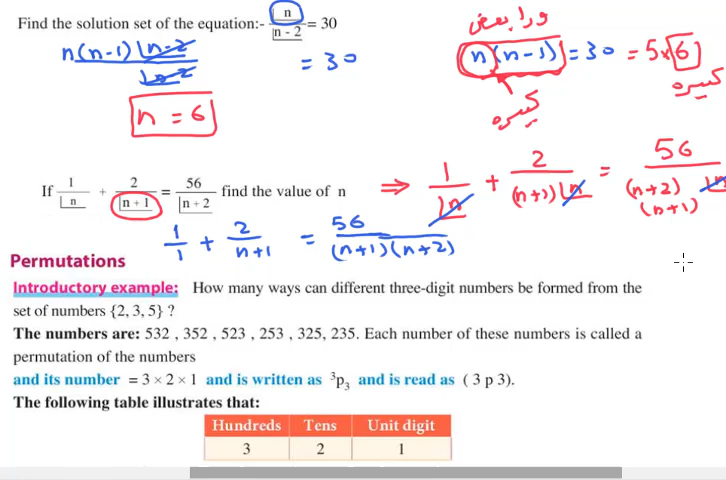 Find the solution set of the equation:- |n / |n - 2 = 30
n(n-1) |n-2 / |n-2 = 30
n = 6
ورا بعض
n (n-1) = 30 = 5 × 6
كبيره
كبيره
If 1 / |n + 2 / |n + 1 = 56 / |n + 2 find the value of n
⇒ 1 / |n + 2 / (n+1) |n = 56 / (n+2) (n+1) |n
1/1 + 2 / n+1 = 56 / (n+1)(n+2)
Permutations
Introductory example: How many ways can different three-digit numbers be formed from the
set of numbers {2, 3, 5} ?
The numbers are: 532 , 352 , 523 , 253 , 325, 235. Each number of these numbers is called a
permutation of the numbers
and its number = 3 × 2 × 1 and is written as ³p₃ and is read as ( 3 p 3).
The following table illustrates that:
Hundreds Tens Unit digit
3 2 1